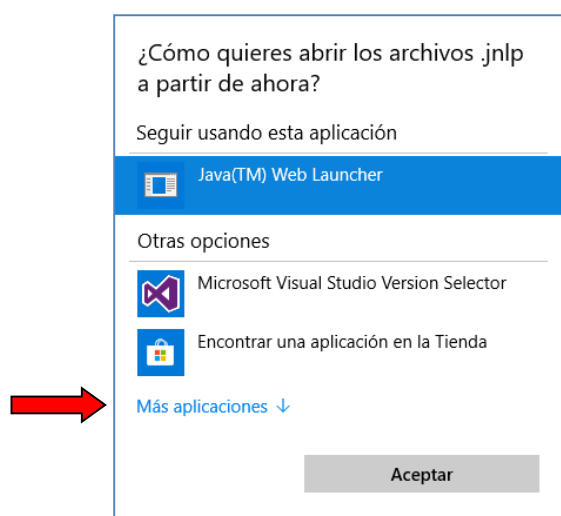 ¿Cómo quieres abrir los archivos .jnlp
a partir de ahora?
Seguir usando esta aplicación
Java(TM) Web Launcher
Otras opciones
Microsoft Visual Studio Version Selector
Encontrar una aplicación en la Tienda
Más aplicaciones ↓
Aceptar